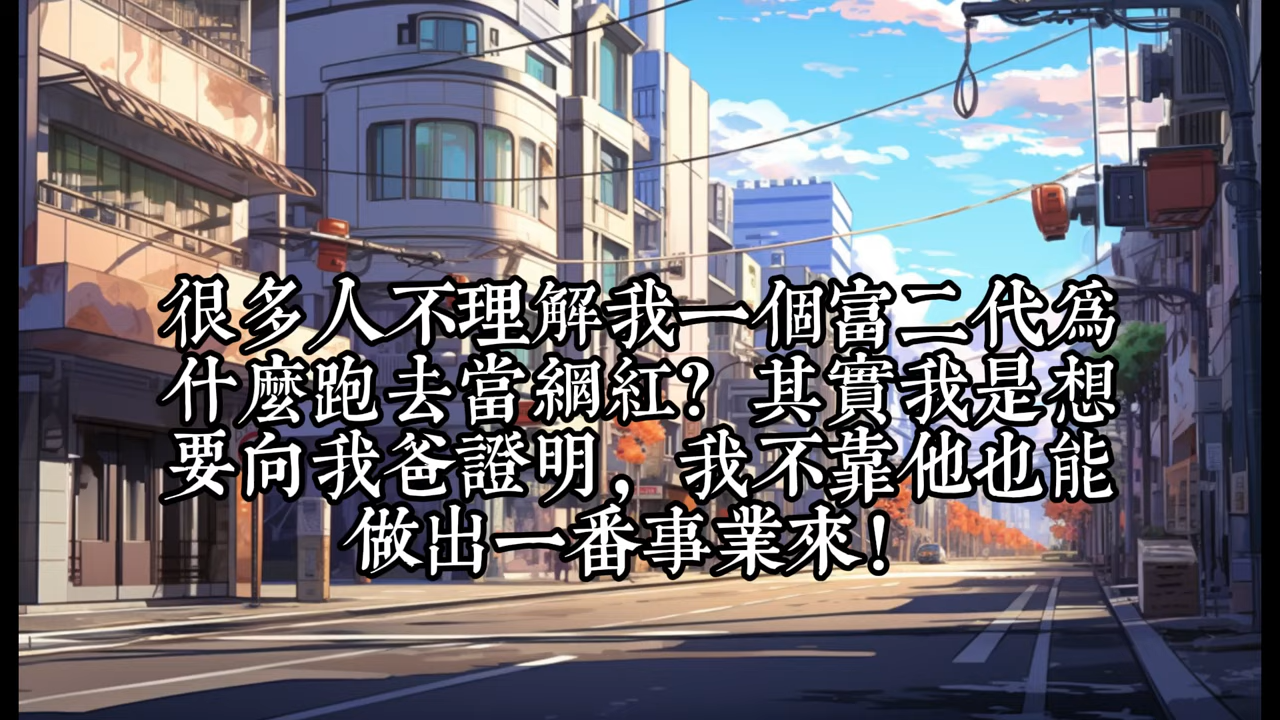 很多人不理解我一個富二代爲
什麼跑去當網紅？其實我是想
要向我爸證明，我不靠他也能
做出一番事業來！